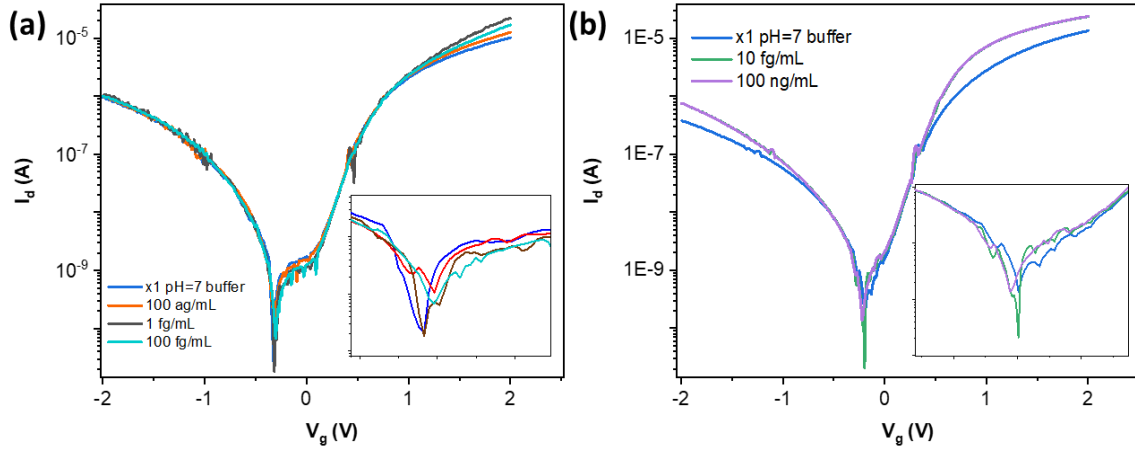 (a)
10⁻⁵
10⁻⁷
10⁻⁹
I_d (A)
x1 pH=7 buffer
100 ag/mL
1 fg/mL
100 fg/mL
-2 -1 0 1 2
V_g (V)
(b)
1E-5
1E-7
1E-9
I_d (A)
x1 pH=7 buffer
10 fg/mL
100 ng/mL
-2 -1 0 1 2
V_g (V)